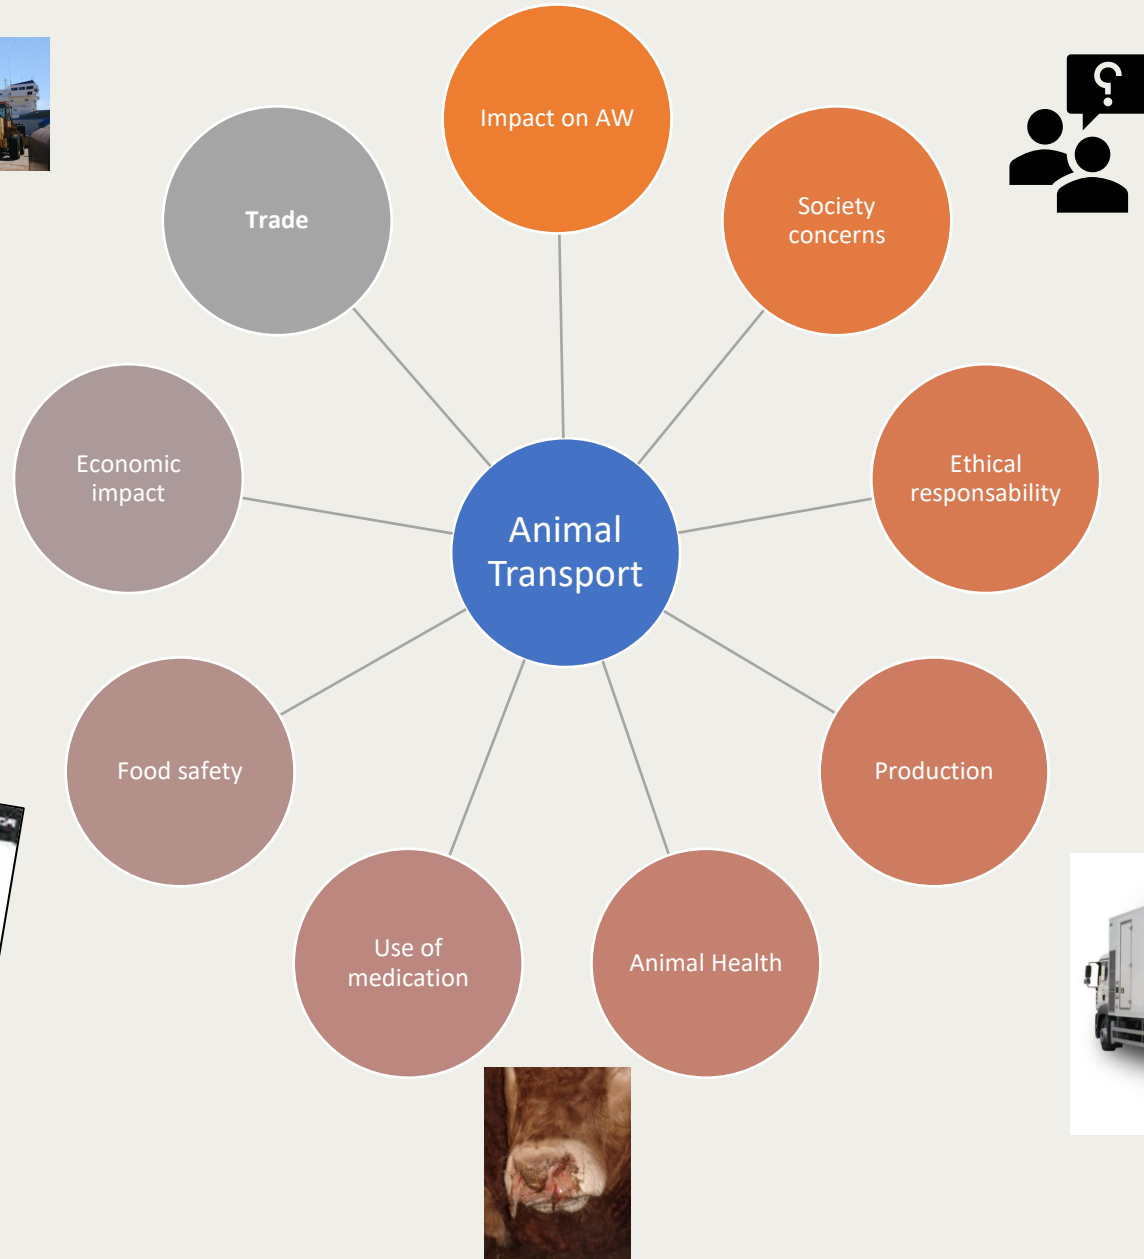 Impact on AW
Society
concerns
Ethical
responsability
Production
Animal Health
Use of
medication
Food safety
Economic
impact
Trade
Animal
Transport